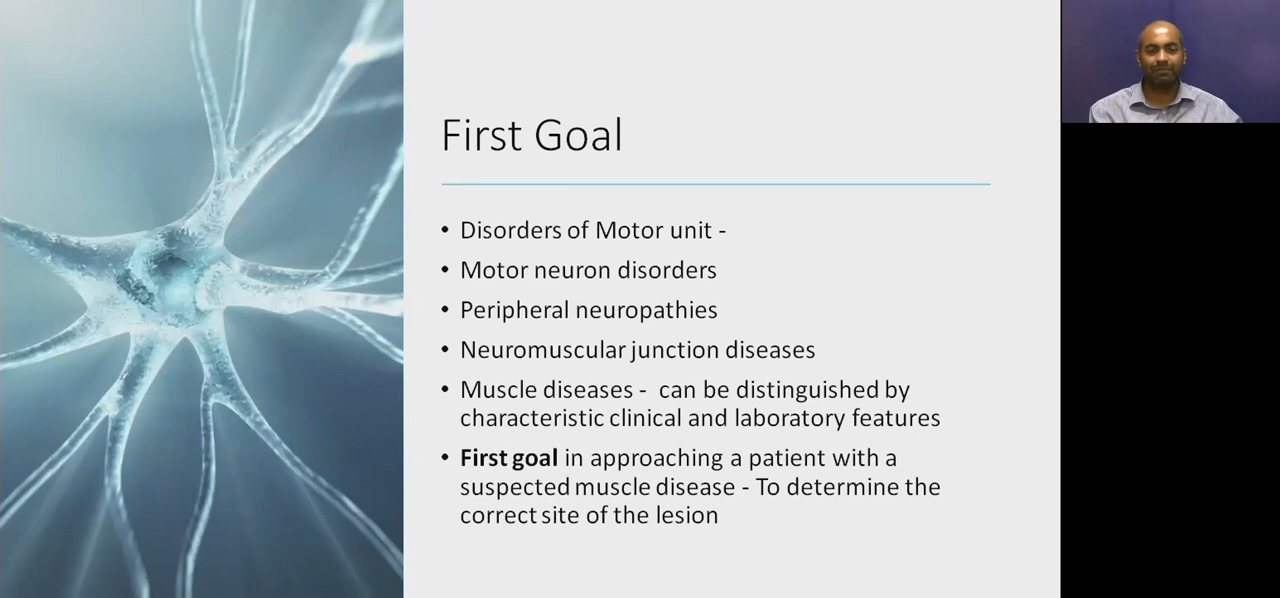 First Goal
• Disorders of Motor unit -
• Motor neuron disorders
• Peripheral neuropathies
• Neuromuscular junction diseases
• Muscle diseases - can be distinguished by
characteristic clinical and laboratory features
• First goal in approaching a patient with a
suspected muscle disease - To determine the
correct site of the lesion